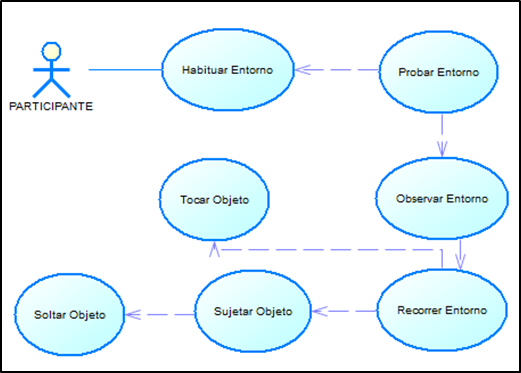 Habituar Entorno
Probar Entorno
PARTICIPANTE
Tocar Objeto
Observar Entorno
Soltar Objeto
Sujetar Objeto
Recorrer Entorno